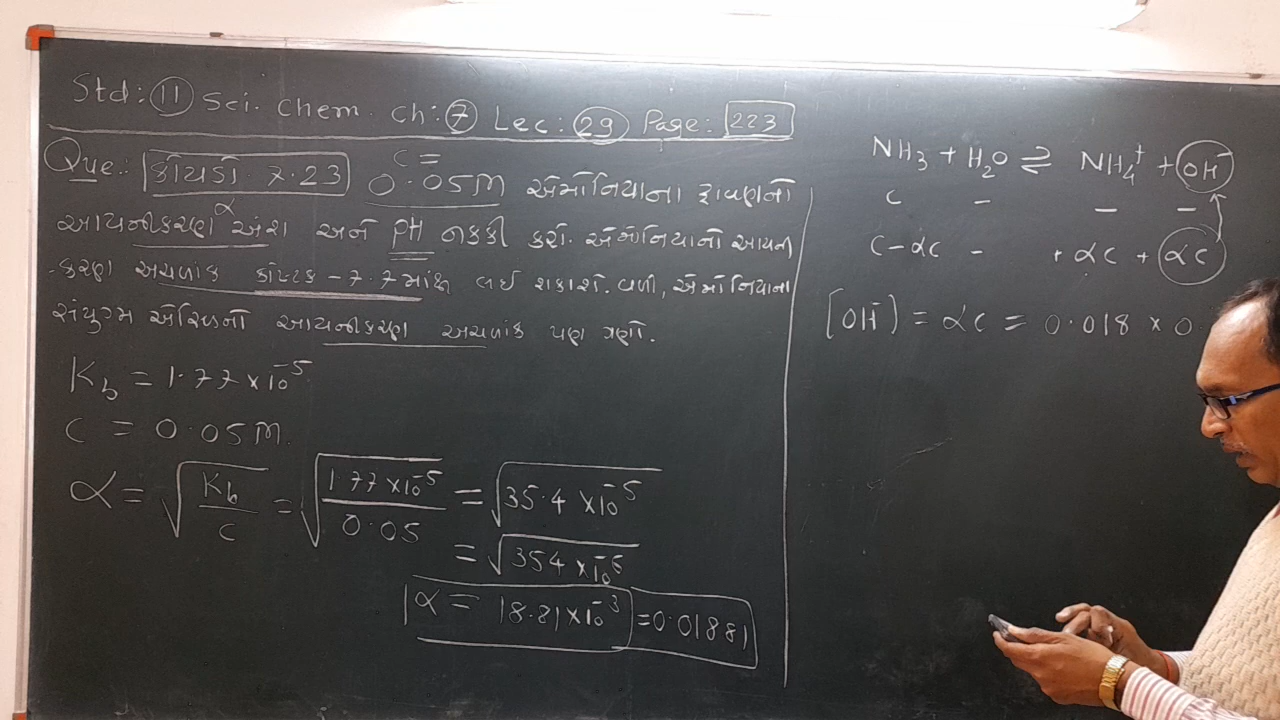 Std: 11 Sci. Chem. Ch: 7 Lec: 29 Page: 223
Que:. કોયડો 7.23 C = 0.05M એમોનિયાના દ્રાવણનો
આયનીકરણ અંશ α અને pH નક્કી કરો. એમોનિયાનો આયની
-કરણ અચળાંક કોષ્ટક - 7.7માંથી લઈ શકાશે. વળી, એમોનિયાના
સંયુગ્મ એસિડનો આયનીકરણ અચળાંક પણ ગણો.
K_b = 1.77 × 10⁻⁵
C = 0.05M.
α = √(K_b / C) = √(1.77 × 10⁻⁵ / 0.05) = √(35.4 × 10⁻⁵)
= √(354 × 10⁻⁶)
α = 18.81 × 10⁻³ = 0.01881
NH₃ + H₂O ⇌ NH₄⁺ + OH⁻
C - - -
C-αC - + αC + αC
[OH⁻) = αC = 0.018 × 0.